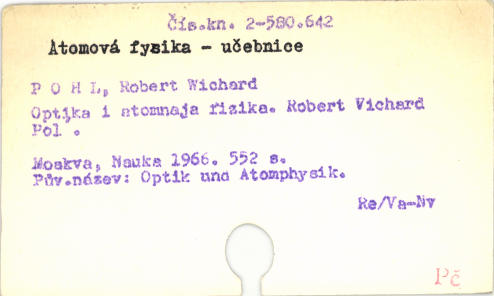 Čís.kn. 2-580.642
Atomová fysika - učebnice
P O H L, Robert Wichard
Optika i atomnaja fizika. Robert Vichard
Pol .
Moskva, Nauka 1966. 552 s.
Pův.název: Optik und Atomphysik.
Re/Va-Nv
Pč